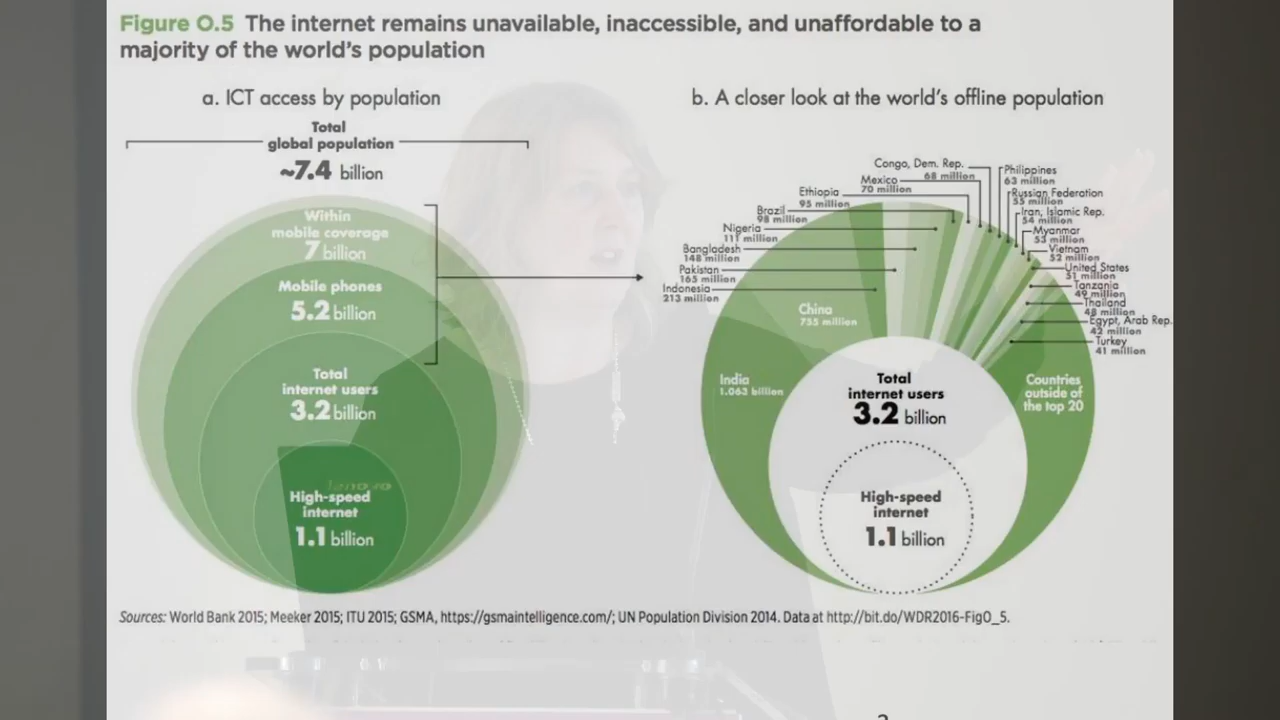 Figure O.5 The internet remains unavailable, inaccessible, and unaffordable to a
majority of the world's population
a. ICT access by population
Total
global population
~7.4 billion
Within
mobile coverage
7 billion
Mobile phones
5.2 billion
Total
internet users
3.2 billion
High-speed
internet
1.1 billion
b. A closer look at the world's offline population
Congo, Dem. Rep.
68 million
Mexico
70 million
Ethiopia
95 million
Brazil
98 million
Nigeria
111 million
Bangladesh
148 million
Pakistan
165 million
Indonesia
213 million
China
755 million
India
1.063 billion
Philippines
63 million
Russian Federation
55 million
Iran, Islamic Rep.
54 million
Myanmar
53 million
Vietnam
52 million
United States
51 million
Tanzania
49 million
Thailand
48 million
Egypt, Arab Rep.
42 million
Turkey
41 million
Countries
outside of
the top 20
Total
internet users
3.2 billion
High-speed
internet
1.1 billion
Sources: World Bank 2015; Meeker 2015; ITU 2015; GSMA, https://gsmaintelligence.com/; UN Population Division 2014. Data at http://bit.do/WDR2016-FigO_5.
lenovo